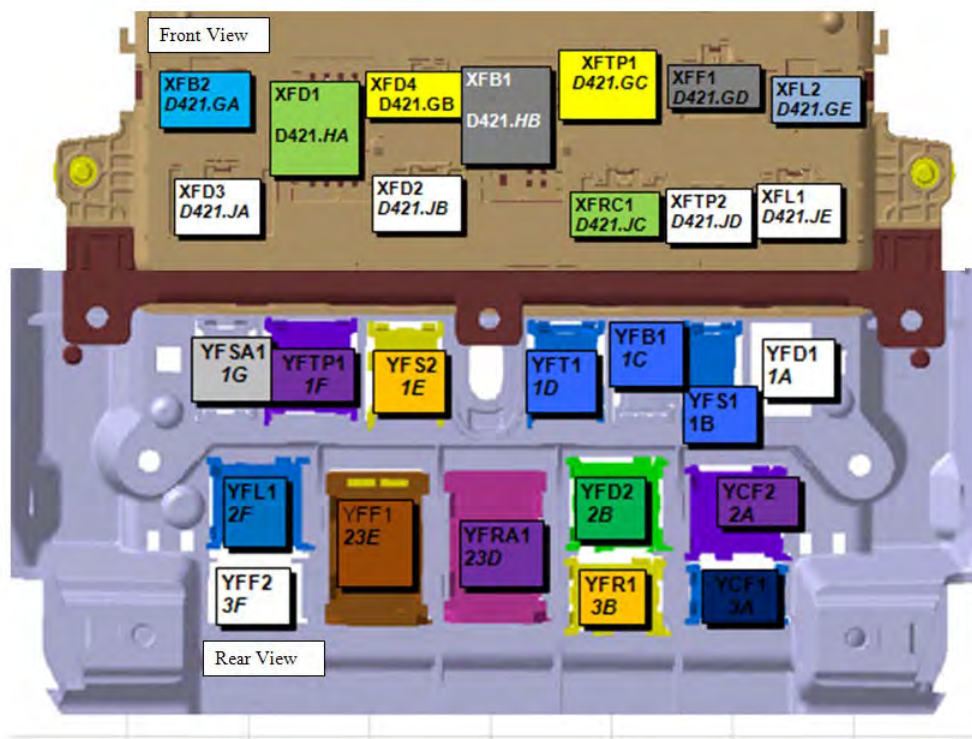 Front View
XFB2
D421.GA
XFD1
D421.HA
XFD4
D421.GB
XFB1
D421.HB
XFTP1
D421.GC
XFF1
D421.GD
XFL2
D421.GE
XFD3
D421.JA
XFD2
D421.JB
XFRC1
D421.JC
XFTP2
D421.JD
XFL1
D421.JE
YFSA1
1G
YFTP1
1F
YFS2
1E
YFT1
1D
YFB1
1C
YFS1
1B
YFD1
1A
YFL1
2F
YFF1
23E
YFRA1
23D
YFD2
2B
YCF2
2A
YFF2
3F
YFR1
3B
YCF1
3A
Rear View